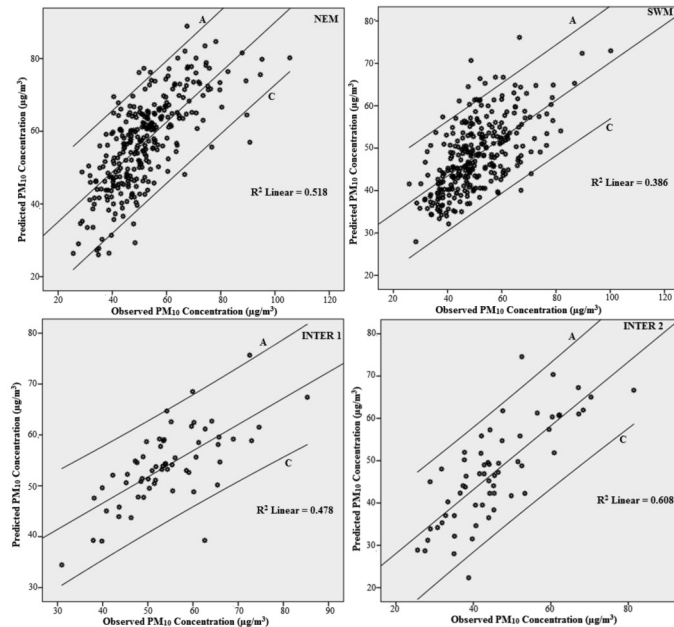 A
NEM
80
60
40
20
C
R² Linear = 0.518
20
40
60
80
100
120
Predicted PM₁₀ Concentration (µg/m³)
Observed PM₁₀ Concentration (µg/m³)
A
SWM
80
70
60
50
40
30
20
C
R² Linear = 0.386
20
40
60
80
100
120
Predicted PM₁₀ Concentration (µg/m³)
Observed PM₁₀ Concentration (µg/m³)
A
INTER 1
80
70
60
50
40
30
C
R² Linear = 0.478
30
40
50
60
70
80
90
Predicted PM₁₀ Concentration (µg/m³)
Observed PM₁₀ Concentration (µg/m³)
A
INTER 2
80
70
60
50
40
30
20
C
R² Linear = 0.608
20
40
60
80
Predicted PM₁₀ Concentration (µg/m³)
Observed PM₁₀ Concentration (µg/m³)